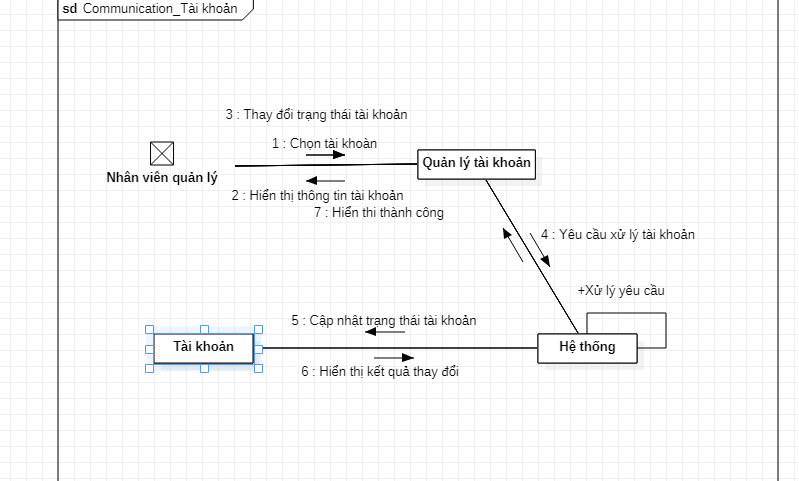 sd Communication_Tài khoản
3 : Thay đổi trạng thái tài khoản
1 : Chọn tài khoàn
Quản lý tài khoản
Nhân viên quản lý
2 : Hiển thị thông tin tài khoản
7 : Hiển thi thành công
4 : Yêu cầu xử lý tài khoản
+Xử lý yêu cầu
5 : Cập nhật trạng thái tài khoản
Tài khoản
Hệ thống
6 : Hiển thị kết quả thay đổi